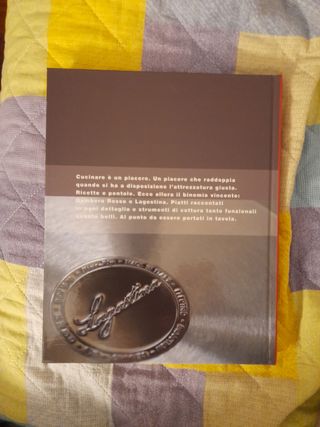 Cucinare è un piacere. Un piacere che raddoppia
quando si ha a disposizione l'attrezzatura giusta.
Ricette e pentole. Ecco allora il binomio vincente:
Gambero Rosso e Lagostina. Piatti raccontati
in ogni dettaglio e strumenti di cottura tanto funzionali
quanto belli. Al punto da essere portati in tavola.
Lagostina